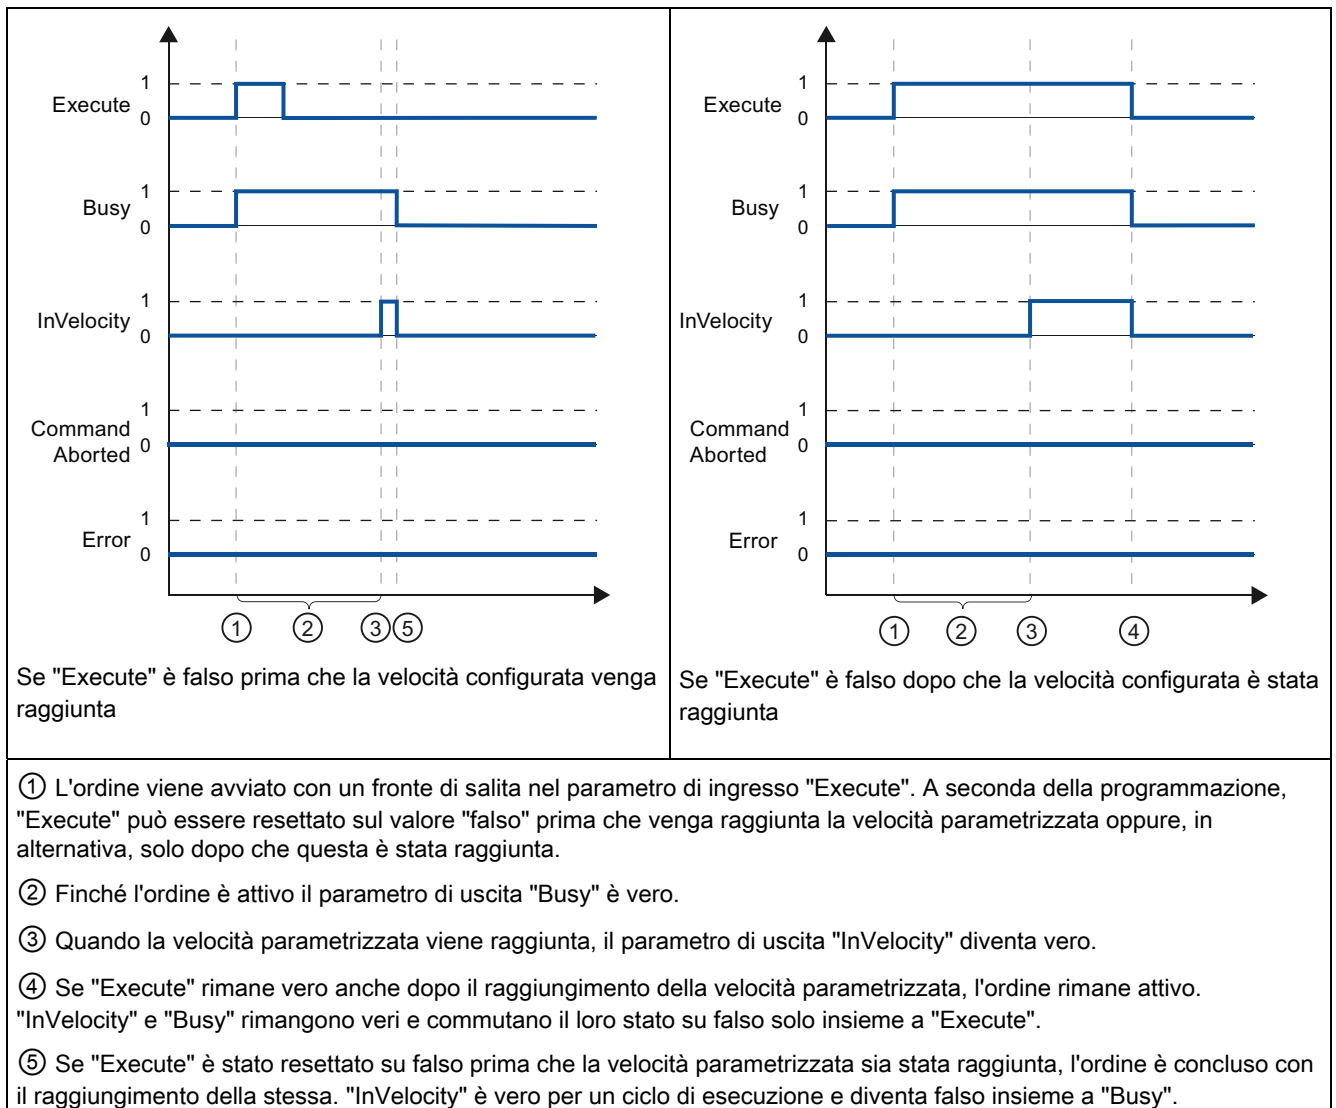 1
Execute
0
1
Busy
0
1
InVelocity
0
1
Command
Aborted
0
1
Error
0
① ② ③ ⑤
Se "Execute" è falso prima che la velocità configurata venga
raggiunta
1
Execute
0
1
Busy
0
1
InVelocity
0
1
Command
Aborted
0
1
Error
0
① ② ③ ④
Se "Execute" è falso dopo che la velocità configurata è stata
raggiunta
① L'ordine viene avviato con un fronte di salita nel parametro di ingresso "Execute". A seconda della programmazione,
"Execute" può essere resettato sul valore "falso" prima che venga raggiunta la velocità parametrizzata oppure, in
alternativa, solo dopo che questa è stata raggiunta.
② Finché l'ordine è attivo il parametro di uscita "Busy" è vero.
③ Quando la velocità parametrizzata viene raggiunta, il parametro di uscita "InVelocity" diventa vero.
④ Se "Execute" rimane vero anche dopo il raggiungimento della velocità parametrizzata, l'ordine rimane attivo.
"InVelocity" e "Busy" rimangono veri e commutano il loro stato su falso solo insieme a "Execute".
⑤ Se "Execute" è stato resettato su falso prima che la velocità parametrizzata sia stata raggiunta, l'ordine è concluso con
il raggiungimento della stessa. "InVelocity" è vero per un ciclo di esecuzione e diventa falso insieme a "Busy".